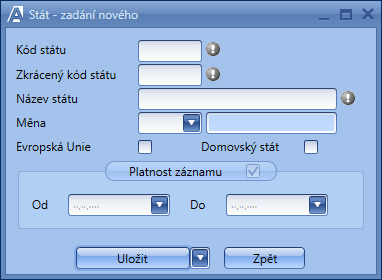 Stát - zadání nového
Kód státu
Zkrácený kód státu
Název státu
Měna
Evropská Unie Domovský stát
Platnost záznamu
Od --.--.---- Do --.--.----
Uložit Zpět